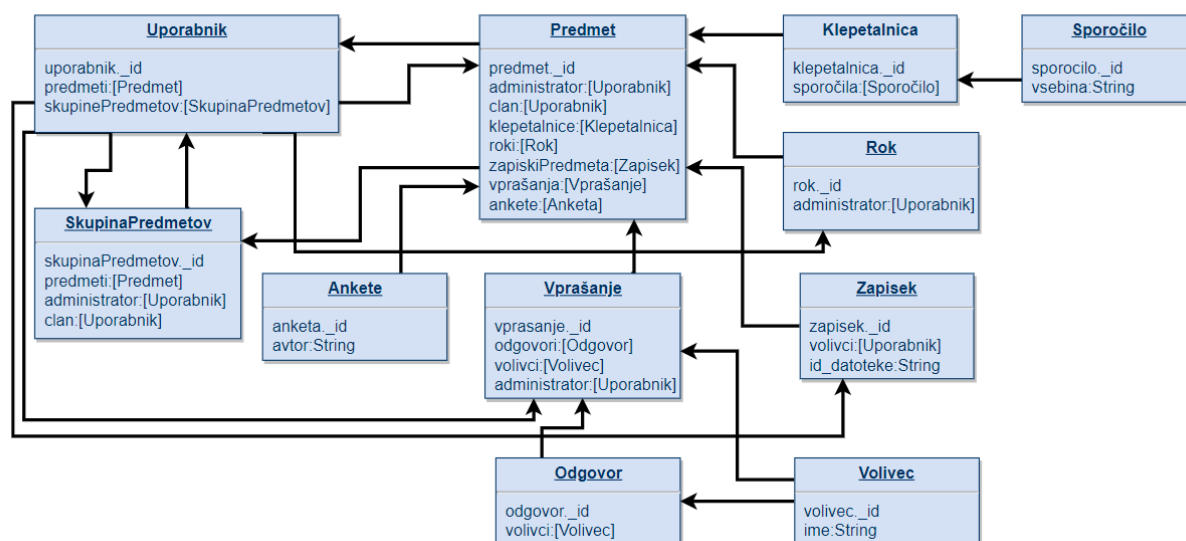 Uporabnik
uporabnik._id
predmeti:[Predmet]
skupinePredmetov:[SkupinaPredmetov]
Predmet
predmet._id
administrator:[Uporabnik]
clan:[Uporabnik]
klepetalnice:[Klepetalnica]
roki:[Rok]
zapiskiPredmeta:[Zapisek]
vprašanja:[Vprašanje]
ankete:[Anketa]
Klepetalnica
klepetalnica._id
sporočila:[Sporočilo]
Sporočilo
sporocilo._id
vsebina:String
Rok
rok._id
administrator:[Uporabnik]
SkupinaPredmetov
skupinaPredmetov._id
predmeti:[Predmet]
administrator:[Uporabnik]
clan:[Uporabnik]
Ankete
anketa._id
avtor:String
Vprašanje
vprasanje._id
odgovori:[Odgovor]
volivci:[Volivec]
administrator:[Uporabnik]
Zapisek
zapisek._id
volivci:[Uporabnik]
id_datoteke:String
Odgovor
odgovor._id
volivci:[Volivec]
Volivec
volivec._id
ime:String